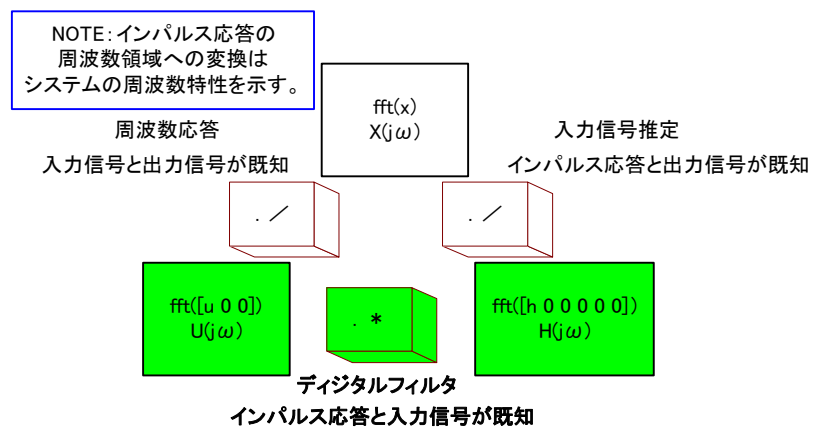 NOTE:インパルス応答の
周波数領域への変換は
システムの周波数特性を示す。
fft(x)
X(jω)
周波数応答
入力信号と出力信号が既知
入力信号推定
インパルス応答と出力信号が既知
. ／
. ／
fft([u 0 0])
U(jω)
. *
fft([h 0 0 0 0 0])
H(jω)
ディジタルフィルタ
インパルス応答と入力信号が既知